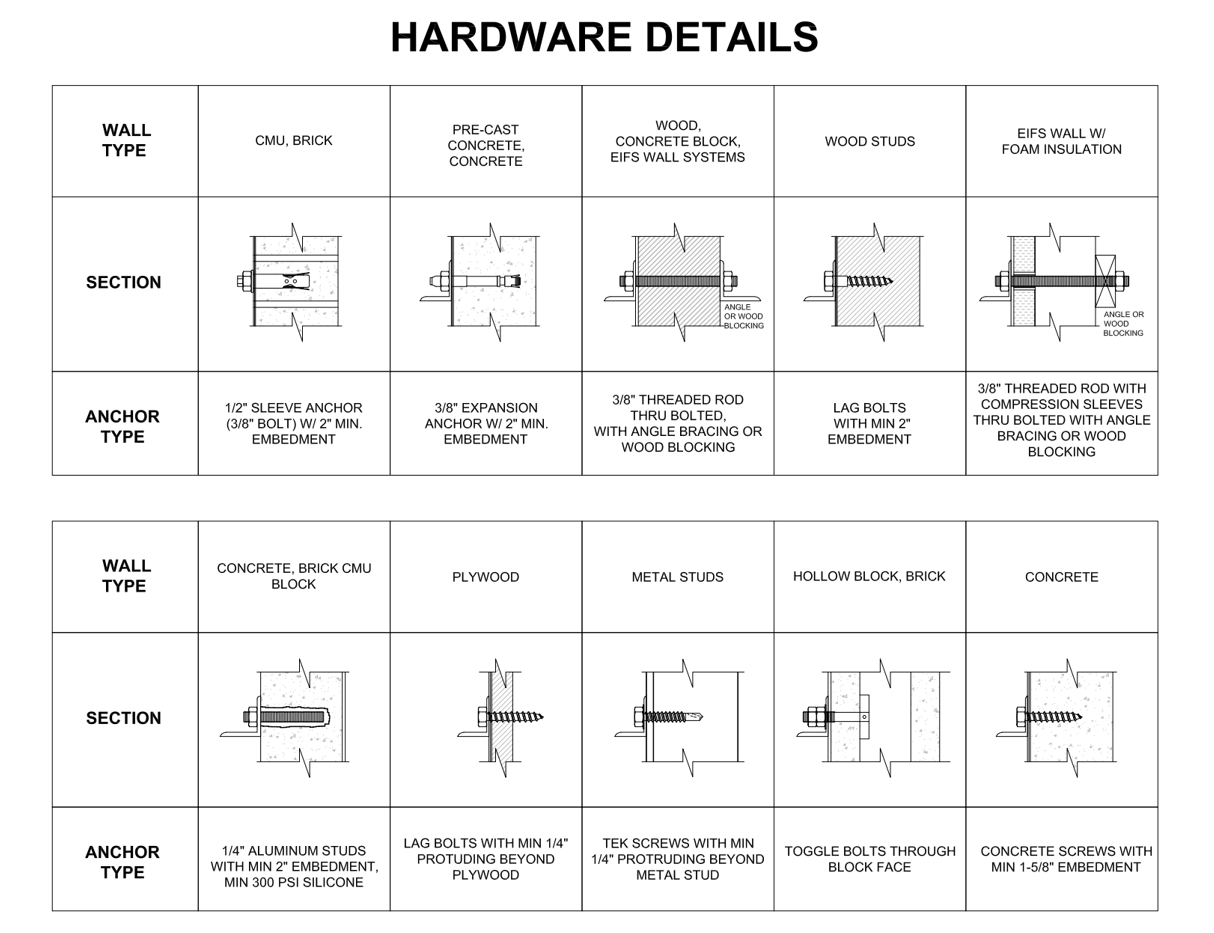 HARDWARE DETAILS
WALL
TYPE
CMU, BRICK
PRE-CAST
CONCRETE,
CONCRETE
WOOD,
CONCRETE BLOCK,
EIFS WALL SYSTEMS
WOOD STUDS
EIFS WALL W/
FOAM INSULATION
SECTION
ANGLE
OR WOOD
BLOCKING
ANGLE OR
WOOD
BLOCKING
ANCHOR
TYPE
1/2" SLEEVE ANCHOR
(3/8" BOLT) W/ 2" MIN.
EMBEDMENT
3/8" EXPANSION
ANCHOR W/ 2" MIN.
EMBEDMENT
3/8" THREADED ROD
THRU BOLTED,
WITH ANGLE BRACING OR
WOOD BLOCKING
LAG BOLTS
WITH MIN 2"
EMBEDMENT
3/8" THREADED ROD WITH
COMPRESSION SLEEVES
THRU BOLTED WITH ANGLE
BRACING OR WOOD
BLOCKING
WALL
TYPE
CONCRETE, BRICK CMU
BLOCK
PLYWOOD
METAL STUDS
HOLLOW BLOCK, BRICK
CONCRETE
SECTION
ANCHOR
TYPE
1/4" ALUMINUM STUDS
WITH MIN 2" EMBEDMENT,
MIN 300 PSI SILICONE
LAG BOLTS WITH MIN 1/4"
PROTUDING BEYOND
PLYWOOD
TEK SCREWS WITH MIN
1/4" PROTRUDING BEYOND
METAL STUD
TOGGLE BOLTS THROUGH
BLOCK FACE
CONCRETE SCREWS WITH
MIN 1-5/8" EMBEDMENT